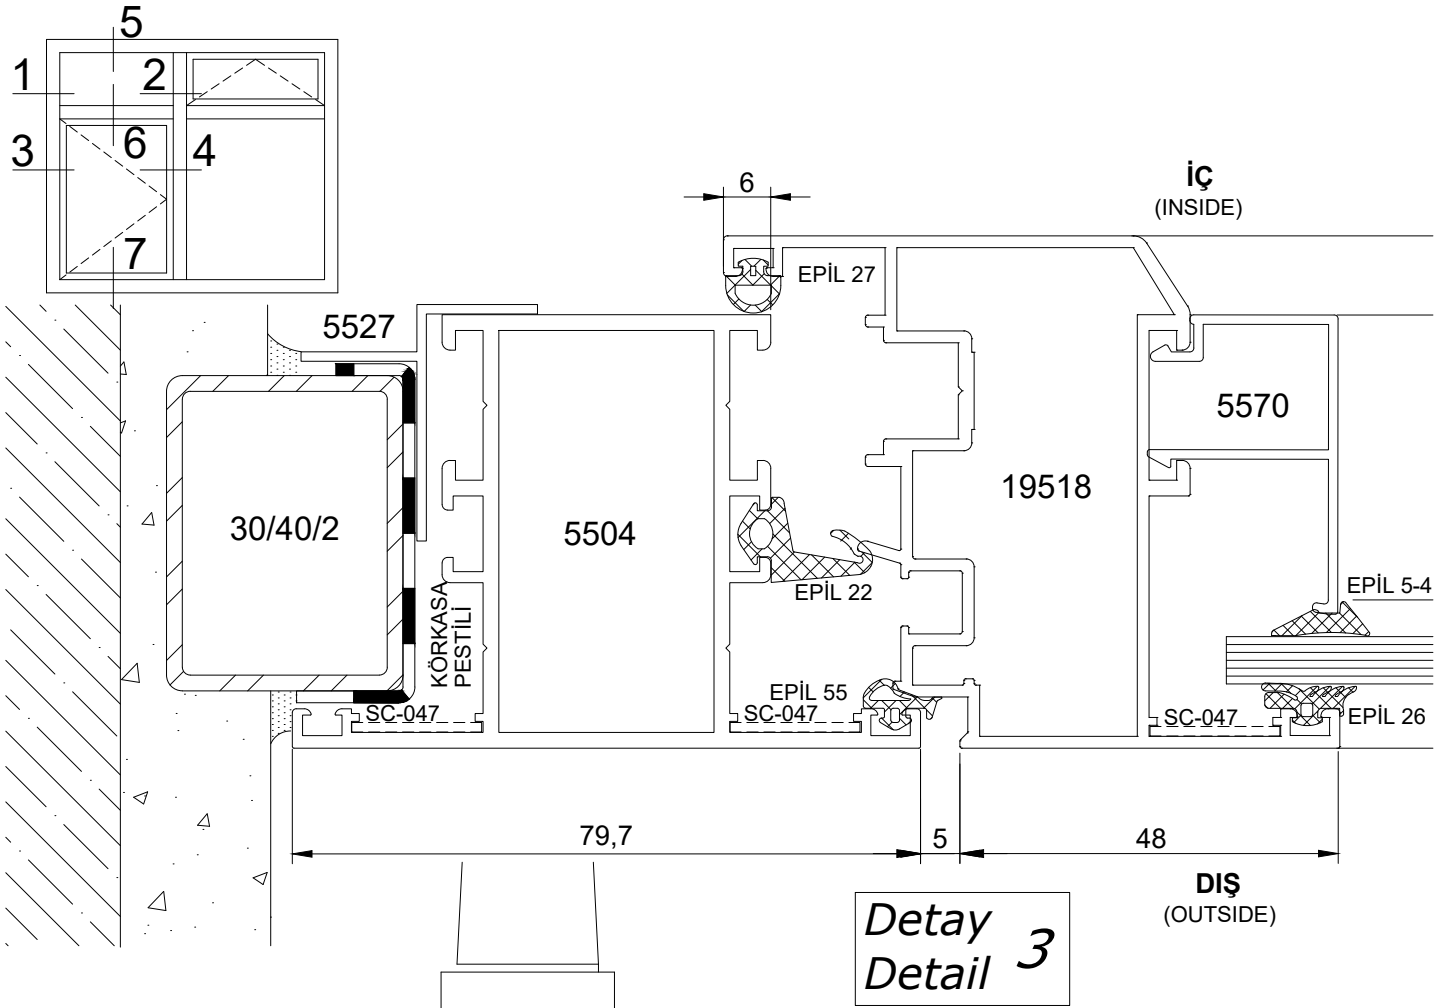 5
1
2
3
6
4
7
5527
6
İÇ
(INSIDE)
EPİL 27
5570
19518
30/40/2
5504
EPİL 22
EPİL 5-4
KÖRKASA
PESTİLİ
EPİL 55
SC-047
SC-047
SC-047
EPİL 26
79,7
5
48
DIŞ
(OUTSIDE)
Detay
Detail
3